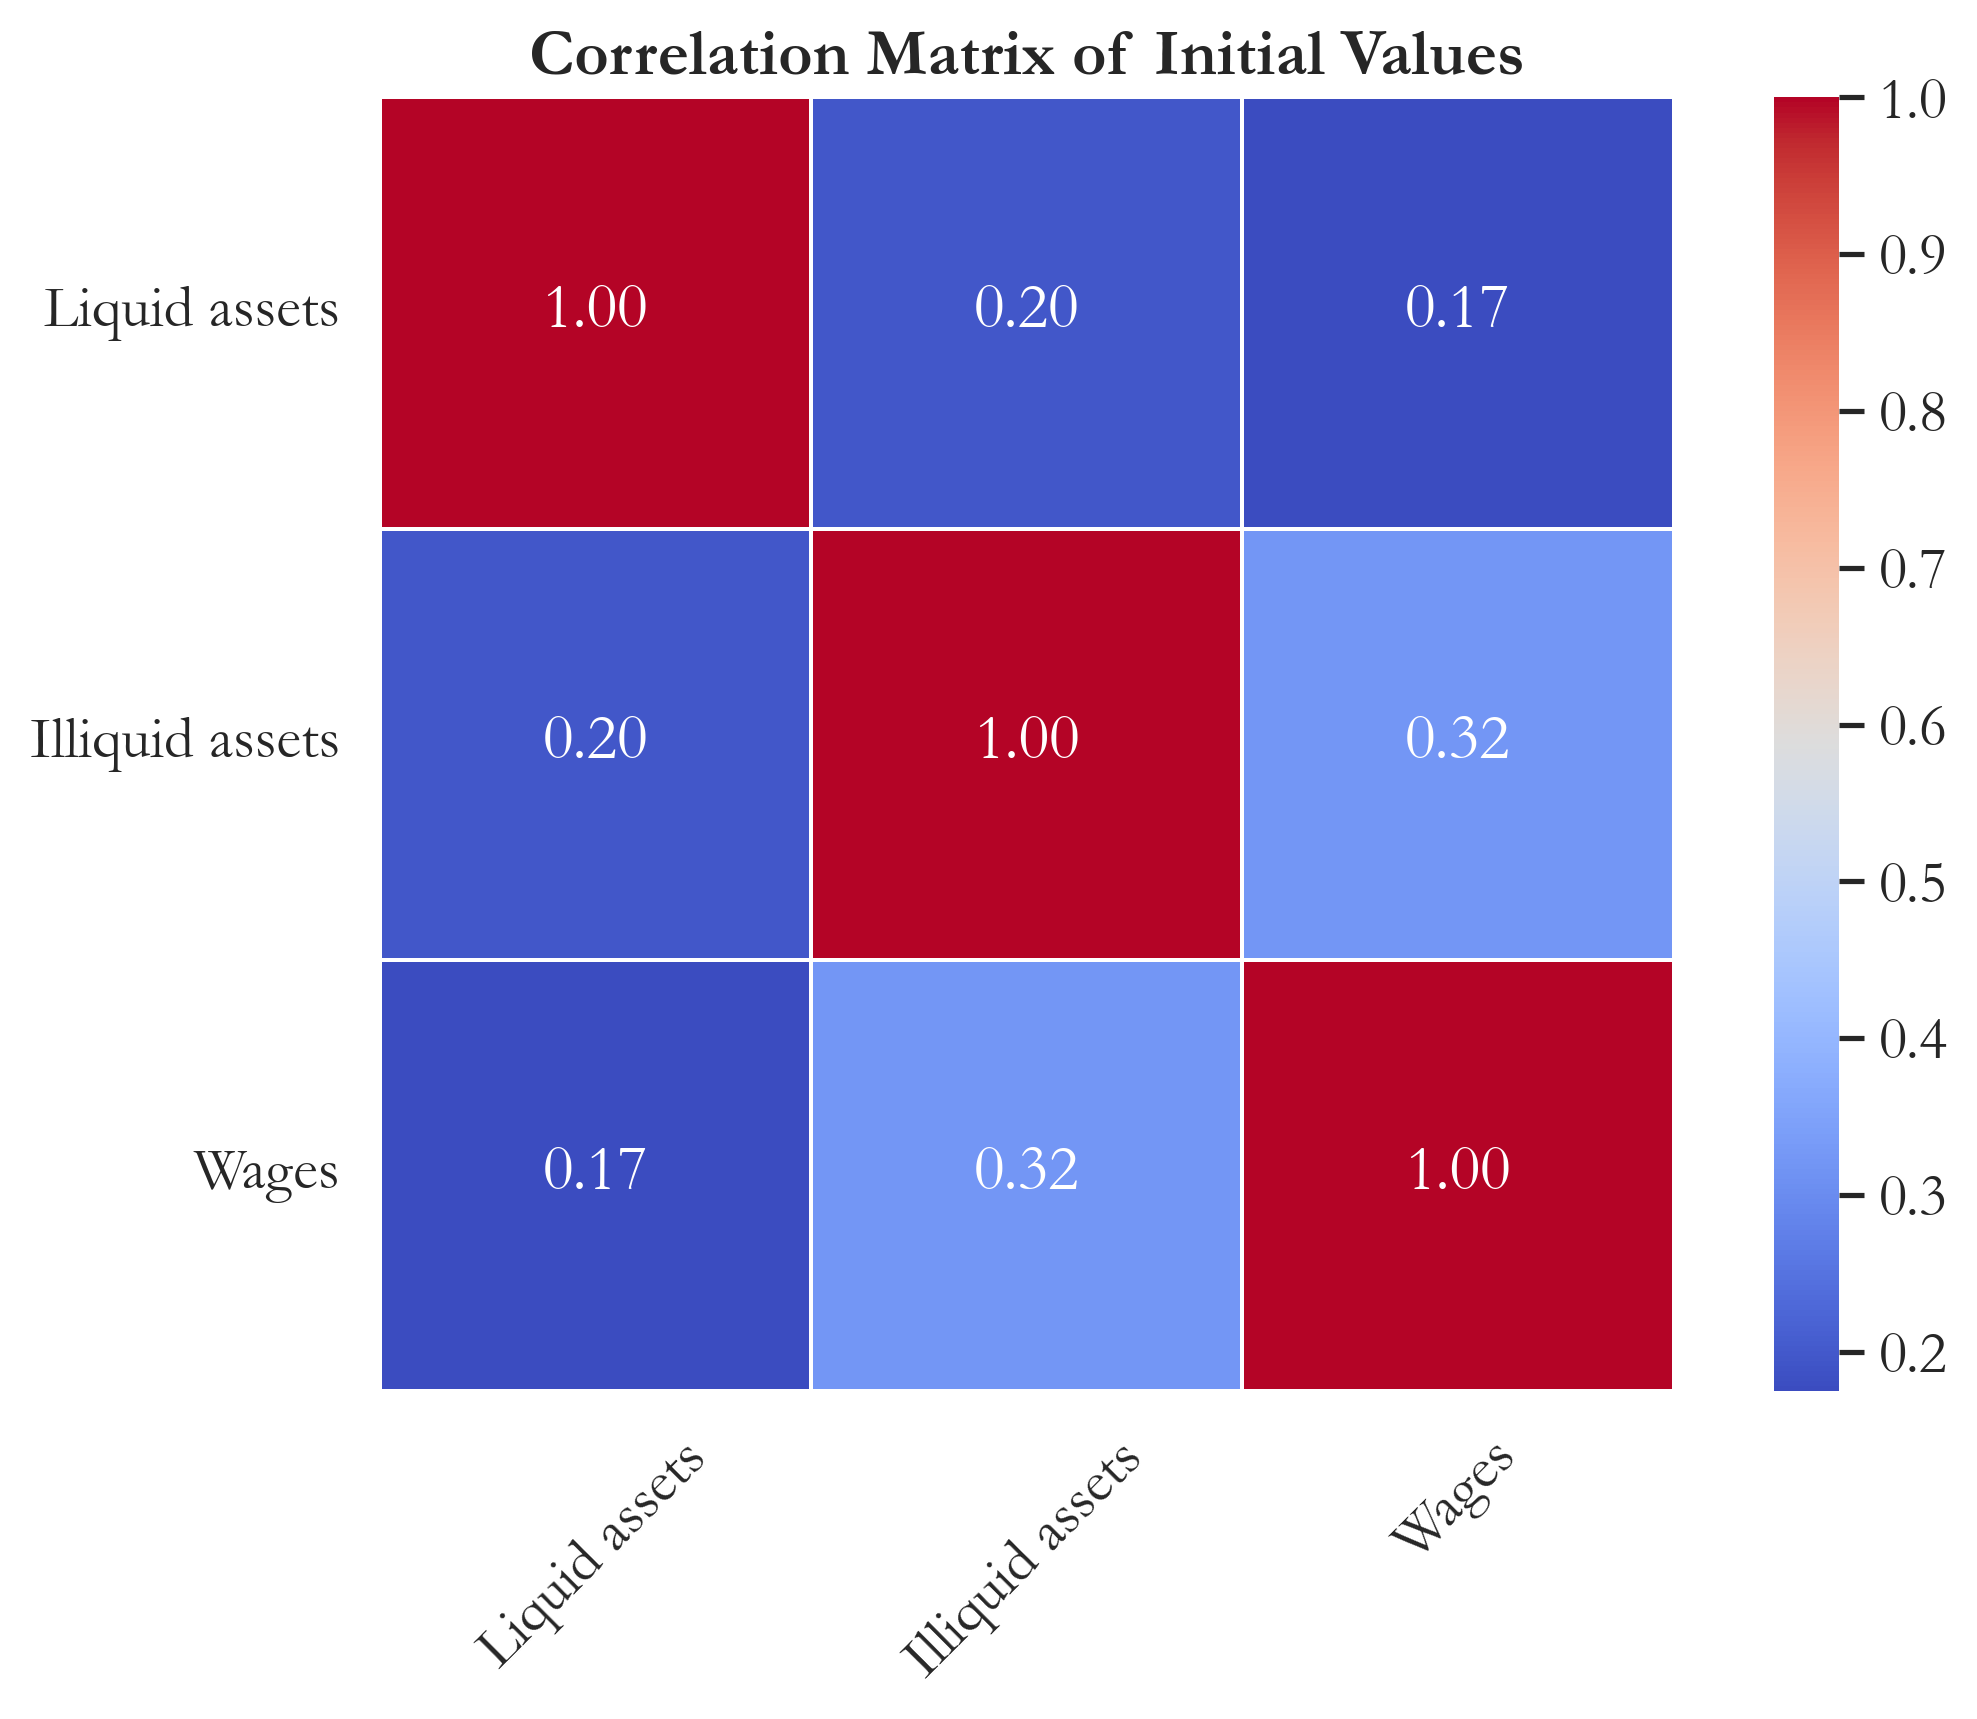 Correlation Matrix of Initial Values
1.0
0.9
0.8
0.7
0.6
0.5
0.4
0.3
0.2
Liquid assets 1.00 0.20 0.17
Illiquid assets 0.20 1.00 0.32
Wages 0.17 0.32 1.00
Liquid assets
Illiquid assets
Wages